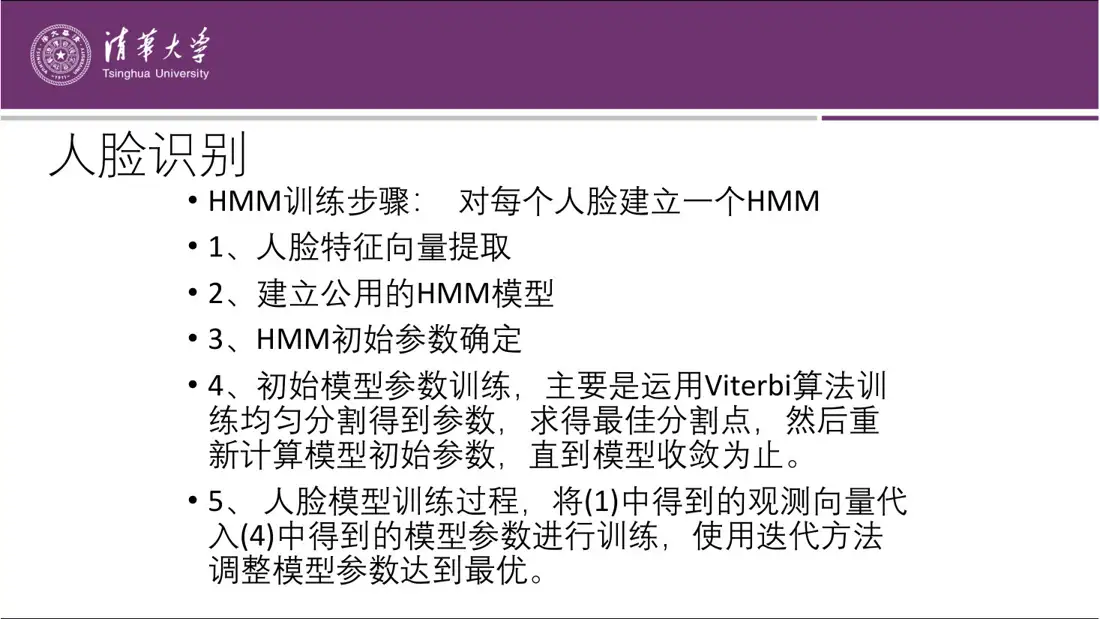 清华大学
Tsinghua University
人脸识别
• HMM训练步骤： 对每个人脸建立一个HMM
• 1、人脸特征向量提取
• 2、建立公用的HMM模型
• 3、HMM初始参数确定
• 4、初始模型参数训练，主要是运用Viterbi算法训
练均匀分割得到参数，求得最佳分割点，然后重
新计算模型初始参数，直到模型收敛为止。
• 5、 人脸模型训练过程，将(1)中得到的观测向量代
入(4)中得到的模型参数进行训练，使用迭代方法
调整模型参数达到最优。